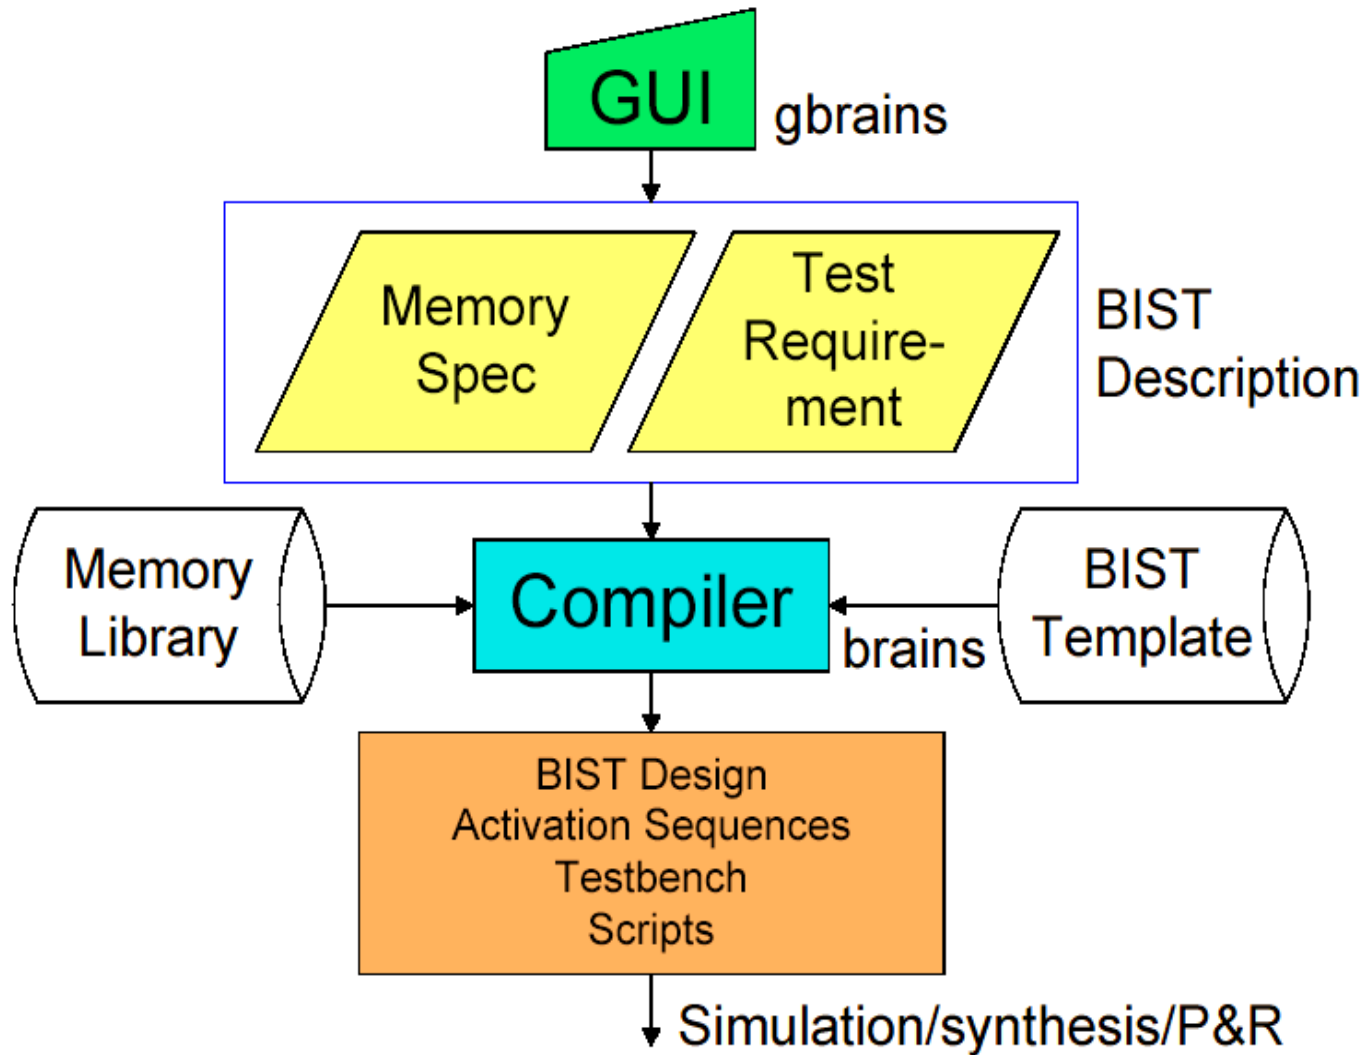 GUI
gbrains
Memory
Spec
Test
Require-
ment
BIST
Description
Memory
Library
Compiler
brains
BIST
Template
BIST Design
Activation Sequences
Testbench
Scripts
Simulation/synthesis/P&R